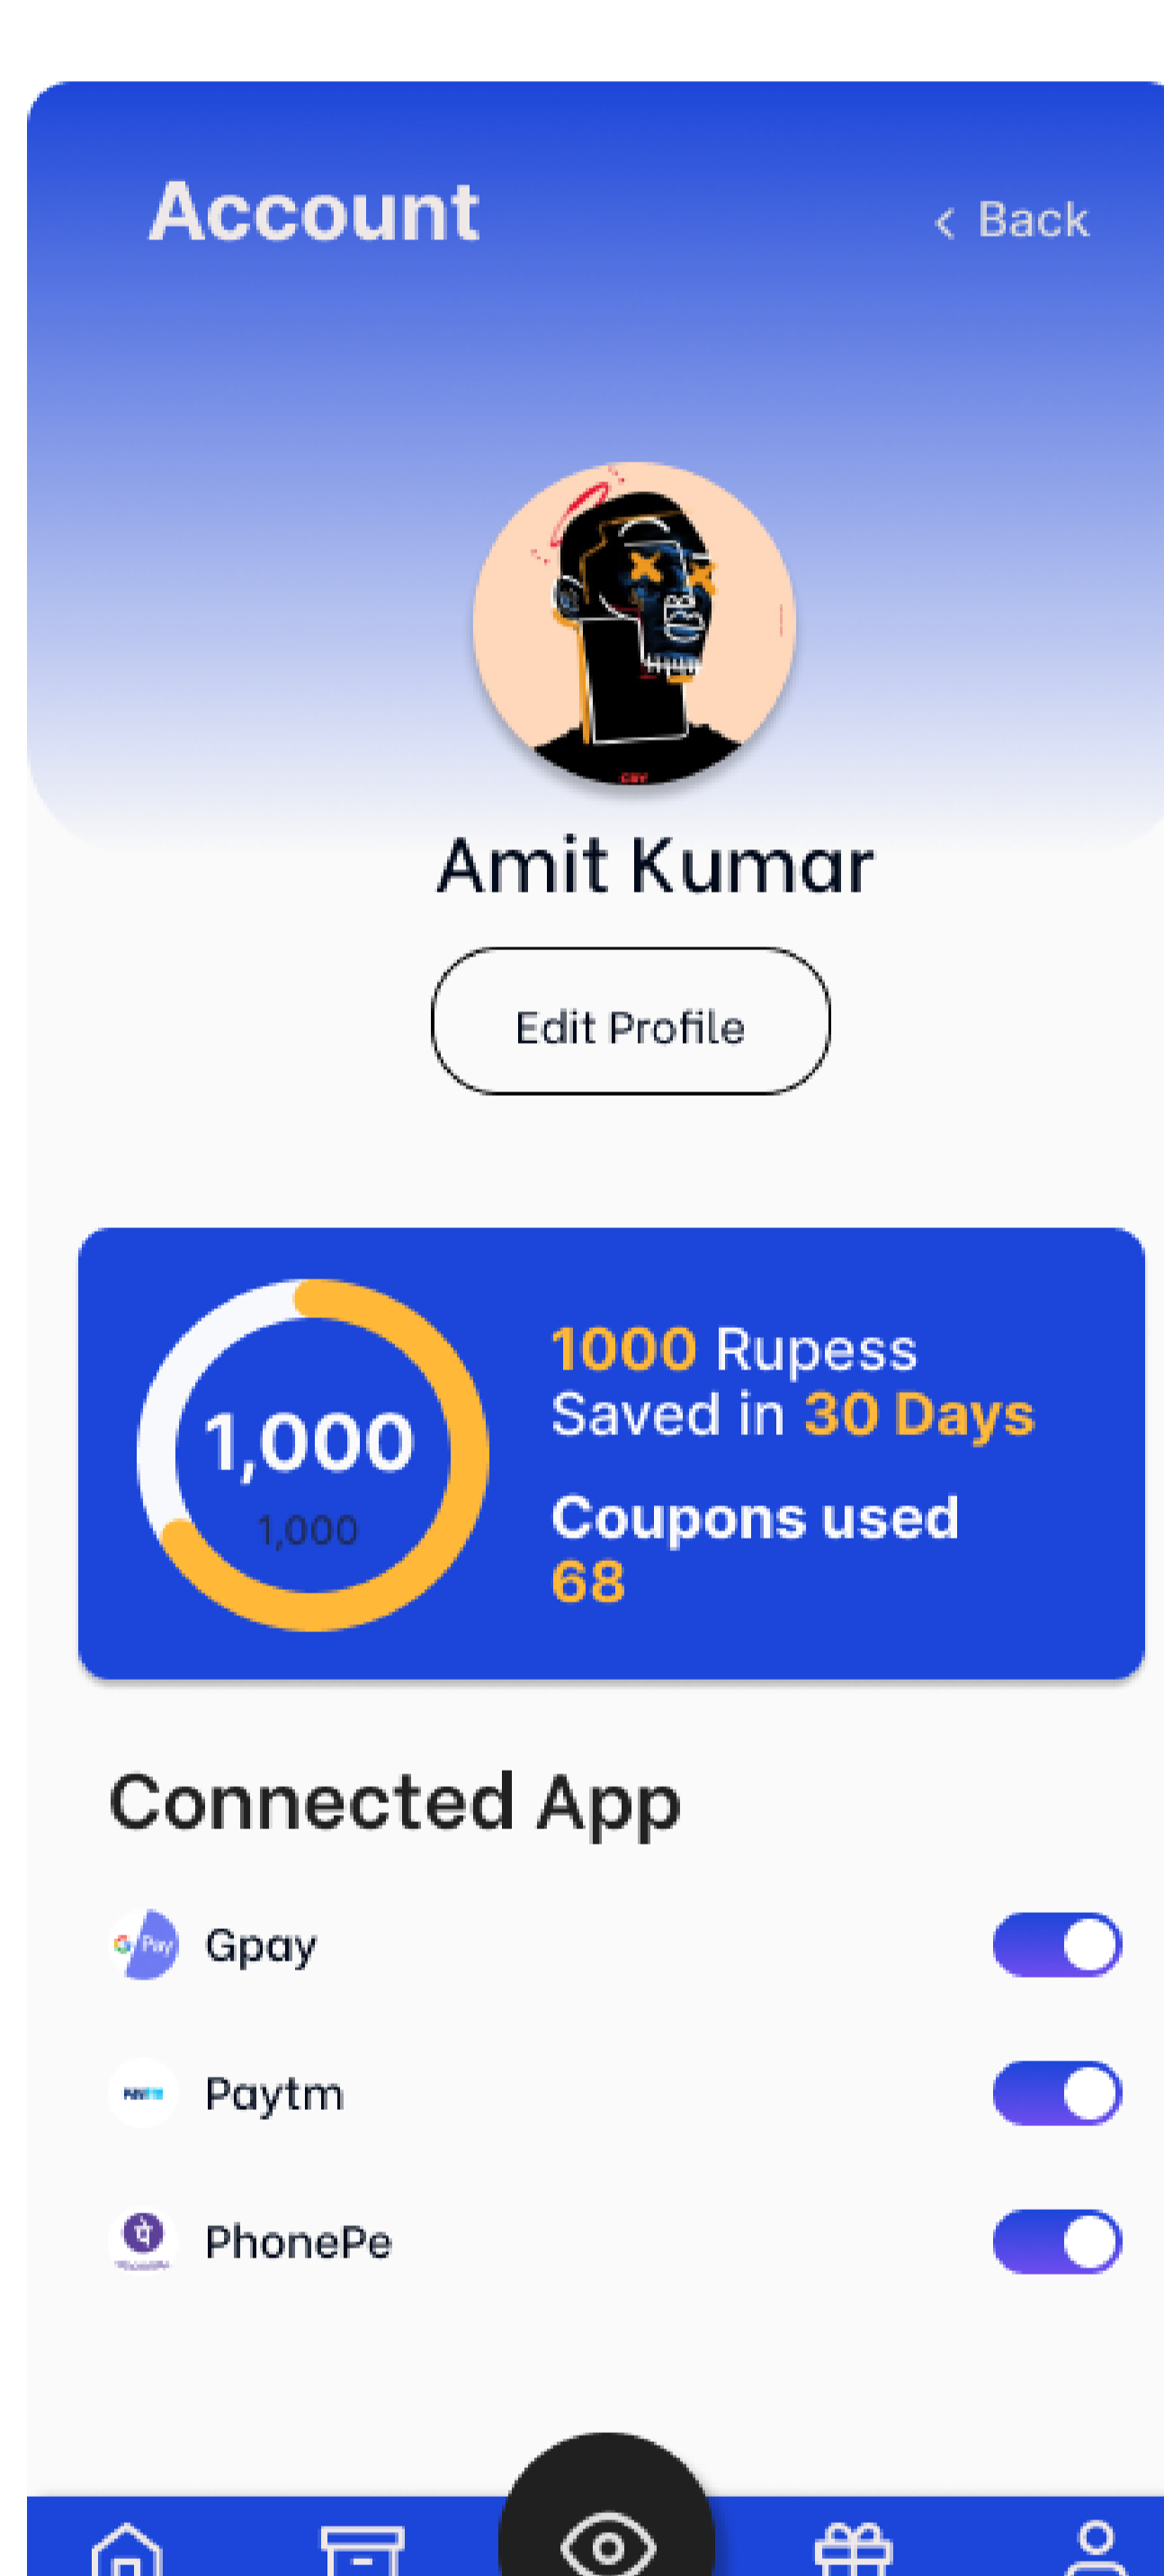 Account
Back
Amit Kumar
Edit Profile
1,000
1,000
1000 Rupess
Saved in 30 Days
Coupons used
68
Connected App
G Pay
Gpay
Paytm
PhonePe